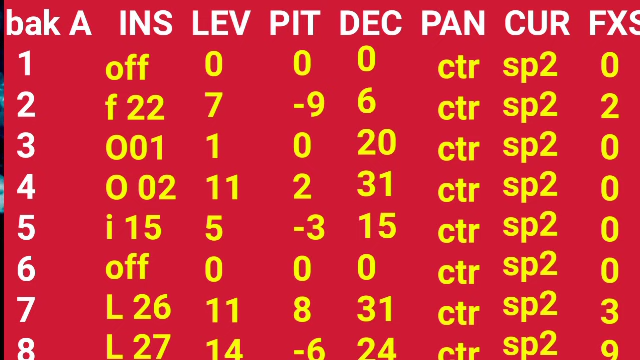 bak A INS LEV PIT DEC PAN CUR FXS
1 off 0 0 0 ctr sp2 0
2 f 22 7 -9 6 ctr sp2 2
3 O01 1 0 20 ctr sp2 0
4 O 02 11 2 31 ctr sp2 0
5 i 15 5 -3 15 ctr sp2 0
6 off 0 0 0 ctr sp2 0
7 L 26 11 8 31 ctr sp2 3
8 L 27 14 -6 24 ctr sp2 9